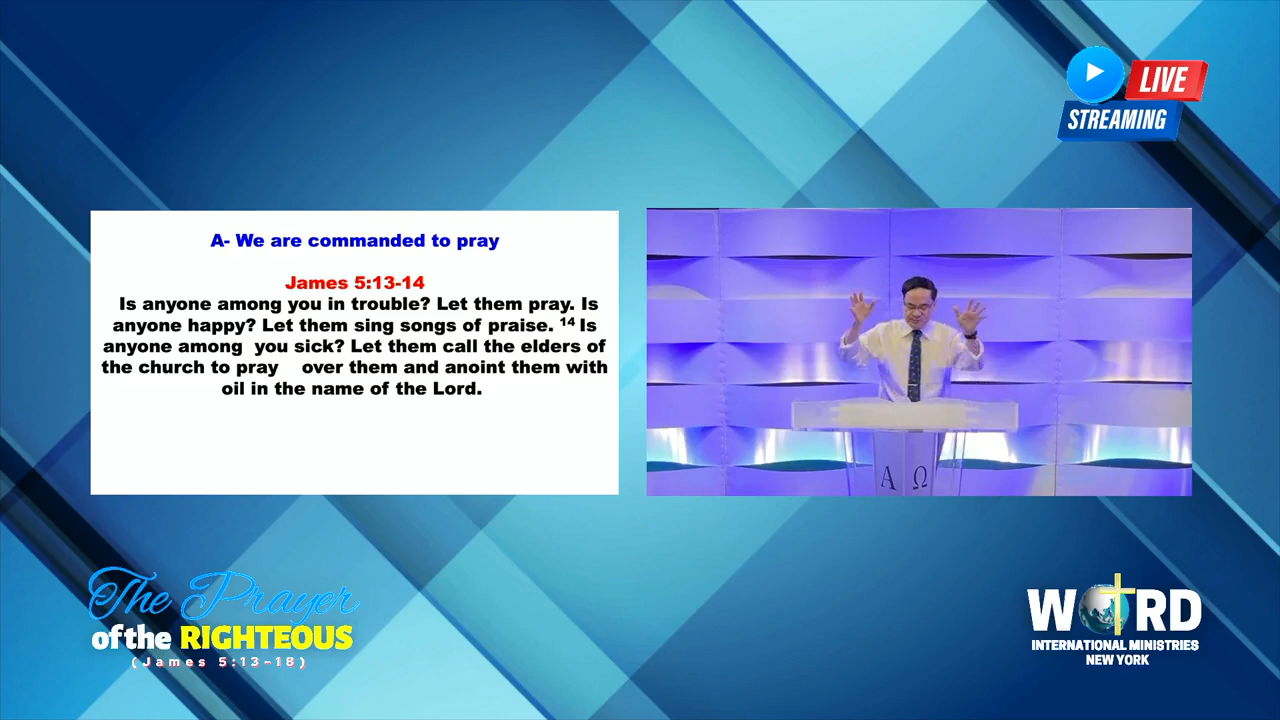 LIVE
STREAMING
A- We are commanded to pray
James 5:13-14
Is anyone among you in trouble? Let them pray. Is
anyone happy? Let them sing songs of praise. ¹⁴ Is
anyone among you sick? Let them call the elders of
the church to pray over them and anoint them with
oil in the name of the Lord.
Α Ω
The Prayer
of the RIGHTEOUS
(James 5:13-18)
WORD
INTERNATIONAL MINISTRIES
NEW YORK